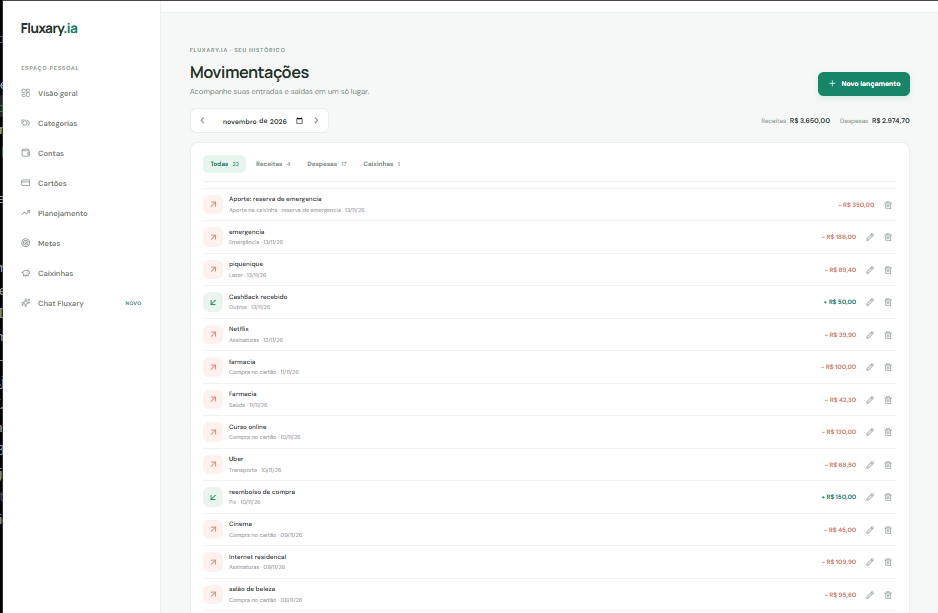 Fluxary.ia
ESPAÇO PESSOAL
Visão geral
Categorias
Contas
Cartões
Planejamento
Metas
Caixinhas
Chat Fluxary NOVO
FLUXARY.IA · SEU HISTÓRICO
Movimentações
Acompanhe suas entradas e saídas em um só lugar.
+ Novo lançamento
novembro de 2026
Receitas R$ 3.650,00 Despesas R$ 2.974,70
Todas 22 Receitas 4 Despesas 17 Caixinhas 1
Aporte: reserva de emergencia
Aporte na caixinha · reserva de emergencia · 13/11/26
- R$ 350,00
emergencia
Emergência · 13/11/26
- R$ 188,00
piquenique
Lazer · 13/11/26
- R$ 89,40
CashBack recebido
Outros · 13/11/26
+ R$ 50,00
Netflix
Assinaturas · 12/11/26
- R$ 39,90
farmacia
Compra no cartão · 11/11/26
- R$ 100,00
Farmacia
Saúde · 11/11/26
- R$ 42,30
Curso online
Compra no cartão · 10/11/26
- R$ 130,00
Uber
Transporte · 10/11/26
- R$ 68,50
reembolso de compra
Pix · 10/11/26
+ R$ 150,00
Cinema
Compra no cartão · 09/11/26
- R$ 45,00
Internet residencal
Assinaturas · 09/11/26
- R$ 109,90
salão de beleza
Compra no cartão · 08/11/26
- R$ 95,60